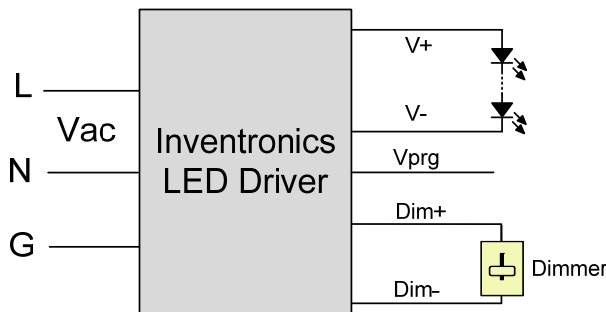 L
Vac
N
G
Inventronics
LED Driver
V+
V-
Vprg
Dim+
Dim-
Dimmer